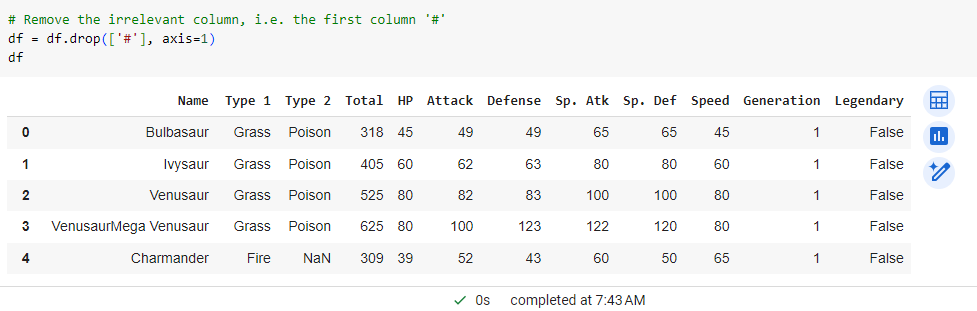 # Remove the irrelevant column, i.e. the first column '#'
df = df.drop(['#'], axis=1)
df
Name Type 1 Type 2 Total HP Attack Defense Sp. Atk Sp. Def Speed Generation Legendary
0 Bulbasaur Grass Poison 318 45 49 49 65 65 45 1 False
1 Ivysaur Grass Poison 405 60 62 63 80 80 60 1 False
2 Venusaur Grass Poison 525 80 82 83 100 100 80 1 False
3 VenusaurMega Venusaur Grass Poison 625 80 100 123 122 120 80 1 False
4 Charmander Fire NaN 309 39 52 43 60 50 65 1 False
0s completed at 7:43 AM